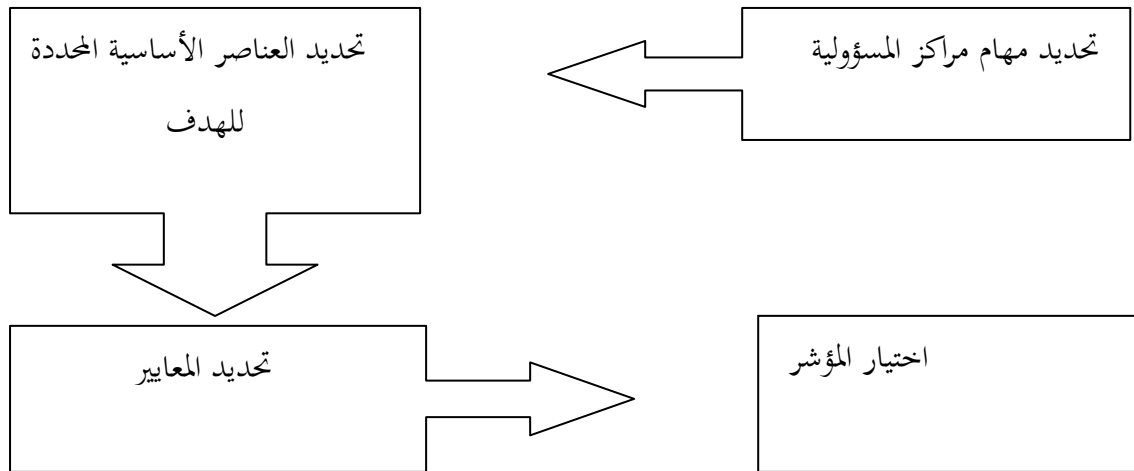 تحديد مهام مراكز المسؤولية
تحديد العناصر الأساسية المحددة
للهدف
تحديد المعايير
اختيار المؤشر